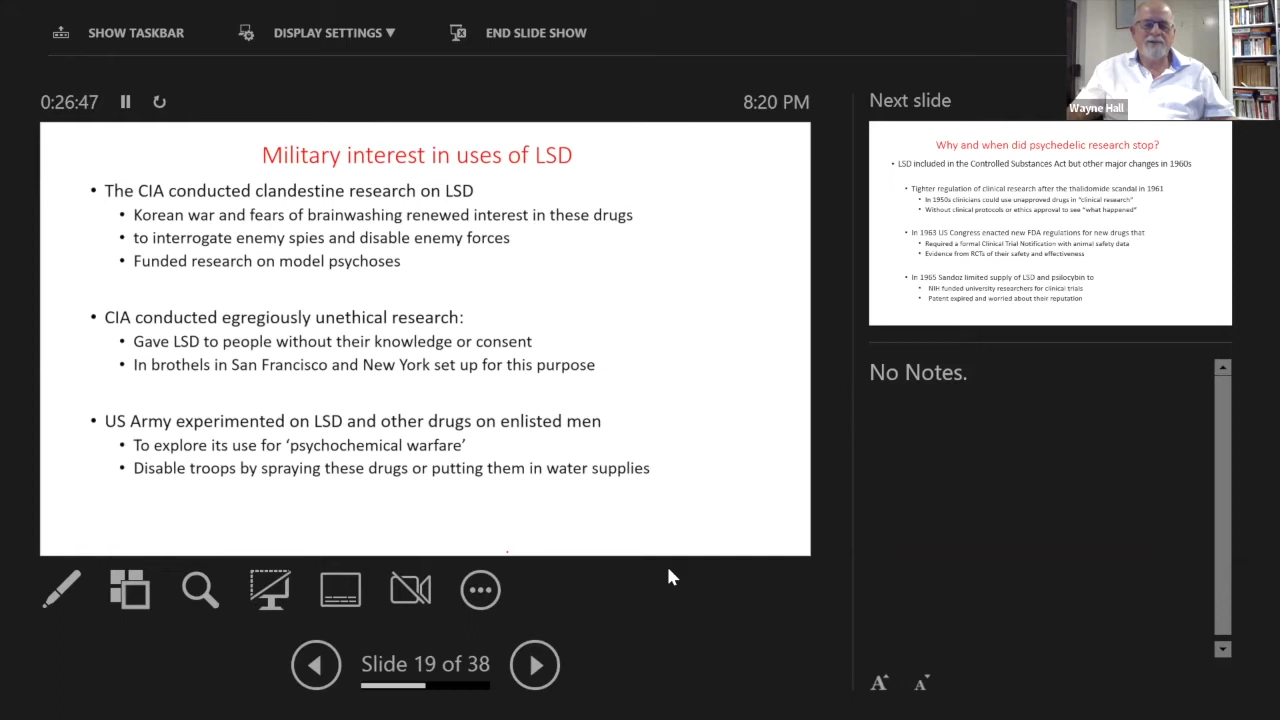 SHOW TASKBAR
DISPLAY SETTINGS ▼
END SLIDE SHOW
Wayne Hall
0:26:47
8:20 PM
Military interest in uses of LSD
• The CIA conducted clandestine research on LSD
• Korean war and fears of brainwashing renewed interest in these drugs
• to interrogate enemy spies and disable enemy forces
• Funded research on model psychoses
• CIA conducted egregiously unethical research:
• Gave LSD to people without their knowledge or consent
• In brothels in San Francisco and New York set up for this purpose
• US Army experimented on LSD and other drugs on enlisted men
• To explore its use for ‘psychochemical warfare’
• Disable troops by spraying these drugs or putting them in water supplies
Slide 19 of 38
Next slide
Why and when did psychedelic research stop?
• LSD included in the Controlled Substances Act but other major changes in 1960s
• Tighter regulation of clinical research after the thalidomide scandal in 1961
• In 1950s clinicians could use unapproved drugs in “clinical research”
• Without clinical protocols or ethics approval to see “what happened”
• In 1963 US Congress enacted new FDA regulations for new drugs that
• Required a formal Clinical Trial Notification with animal safety data
• Evidence from RCTs of their safety and effectiveness
• In 1965 Sandoz limited supply of LSD and psilocybin to
• NIH funded university researchers for clinical trials
• Patent expired and worried about their reputation
No Notes.
A A